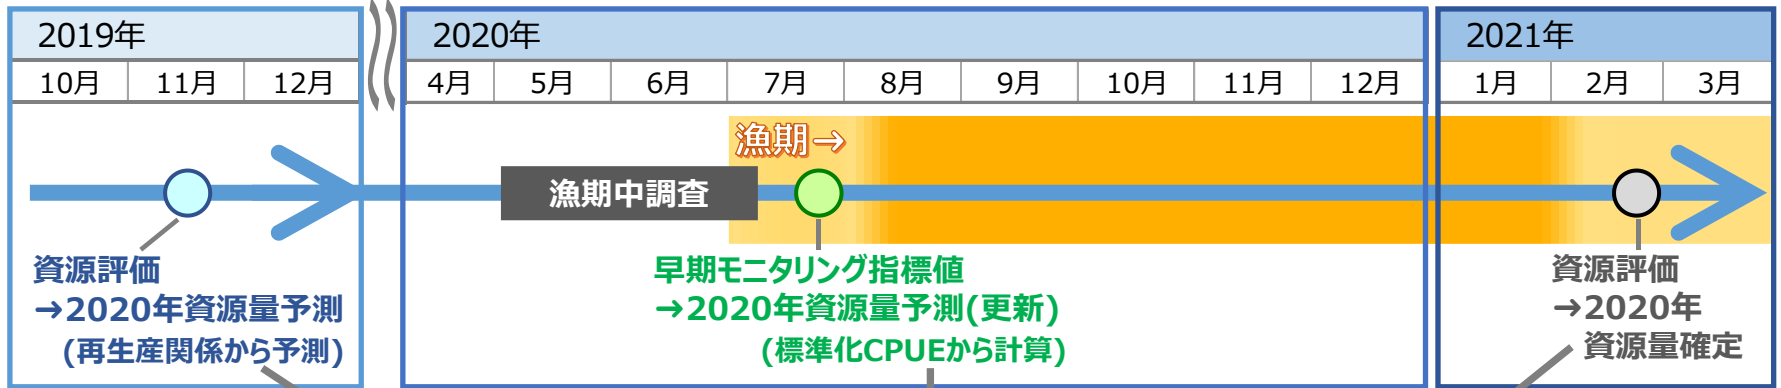 2019年
2020年
2021年
10月 11月 12月
4月 5月 6月 7月 8月 9月 10月 11月 12月
1月 2月 3月
漁期→
漁期中調査
資源評価
→2020年資源量予測
(再生産関係から予測)
早期モニタリング指標値
→2020年資源量予測(更新)
(標準化CPUEから計算)
資源評価
→2020年
資源量確定